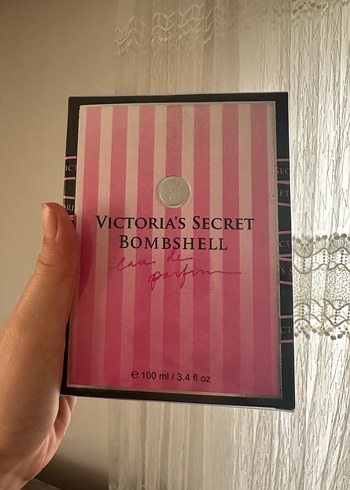 VICTORIA'S SECRET
BOMBSHELL
eau de
parfum
℮ 100 ml / 3.4 fl oz